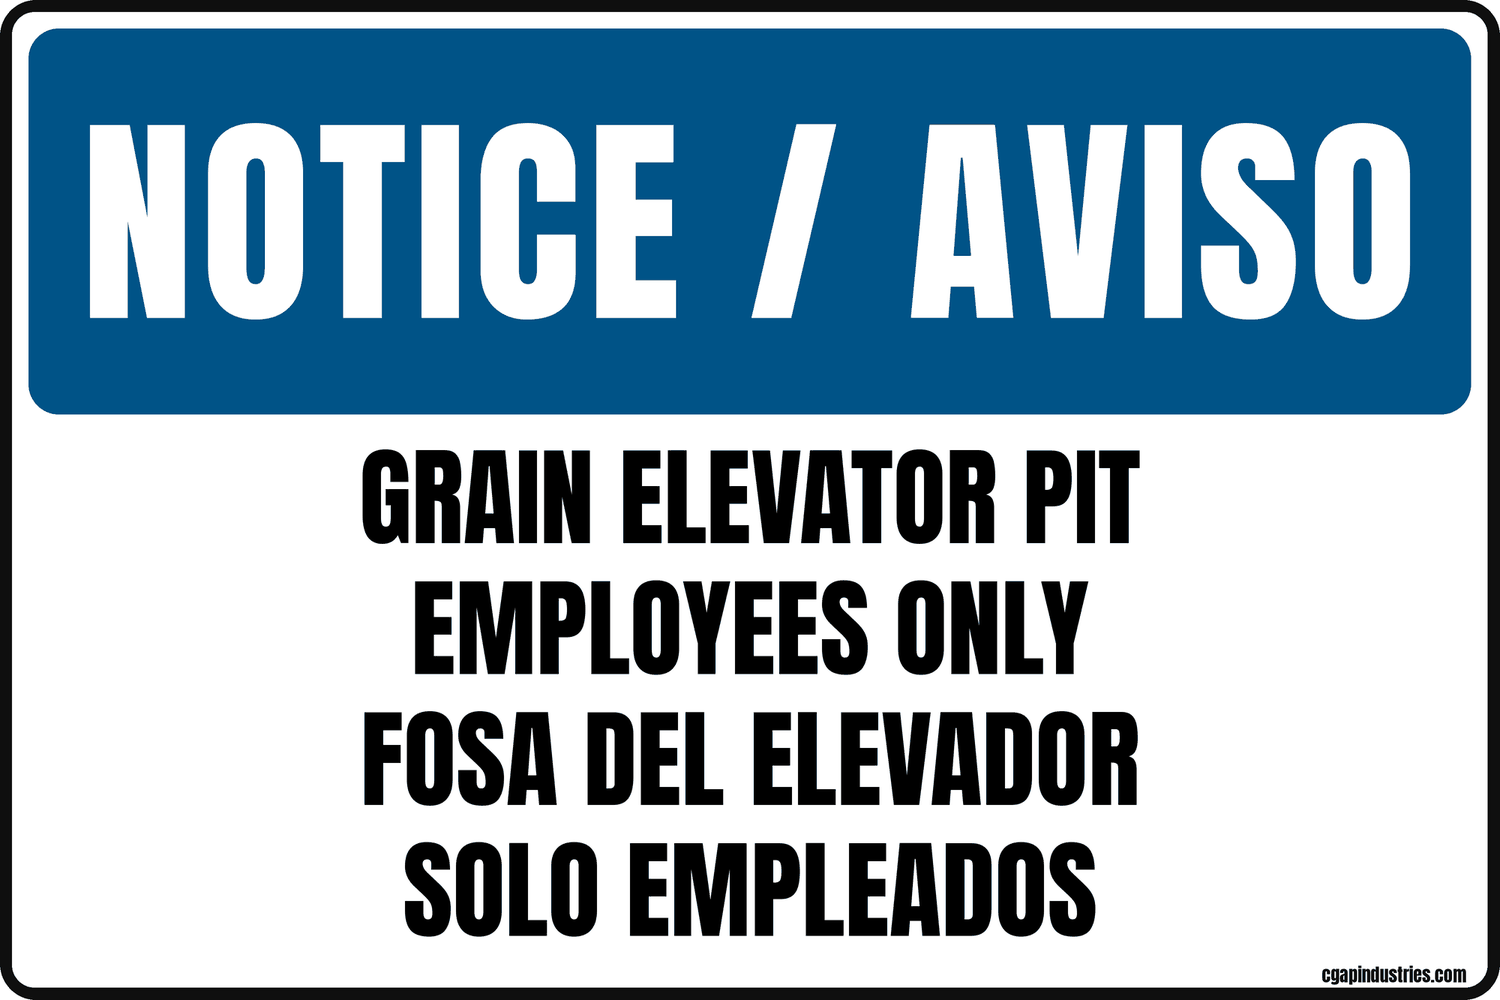 NOTICE / AVISO
GRAIN ELEVATOR PIT
EMPLOYEES ONLY
FOSA DEL ELEVADOR
SOLO EMPLEADOS
cgapindustries.com